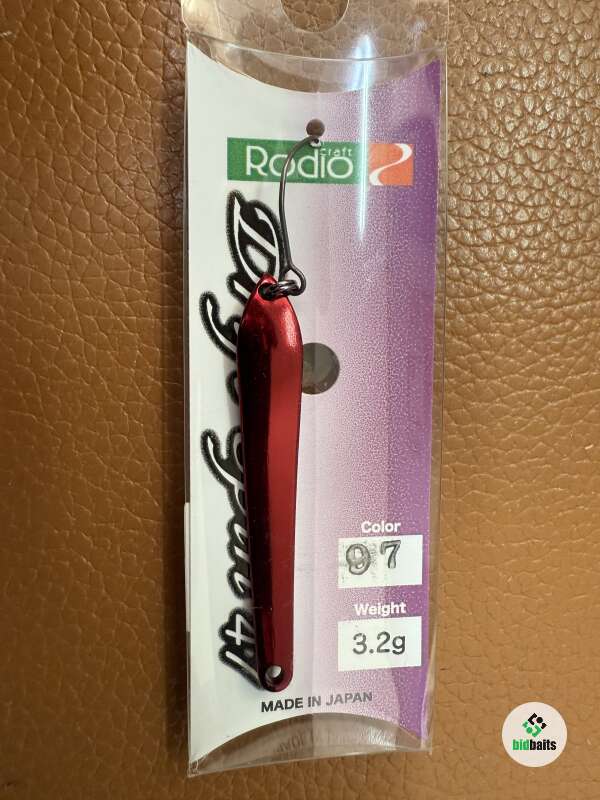 craft
Rodio
Color
97
Weight
3.2g
MADE IN JAPAN
bidbaits